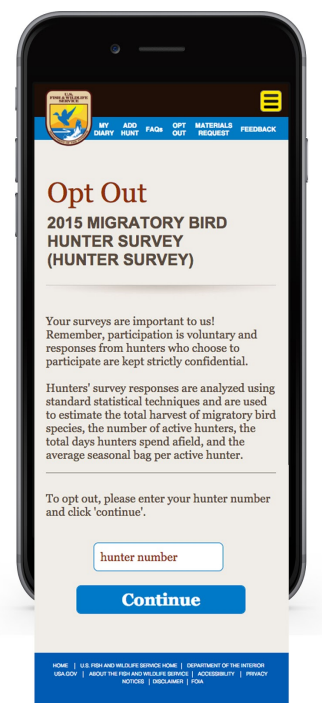 U.S.
FISH & WILDLIFE
SERVICE
MY DIARY
ADD HUNT
FAQs
OPT OUT
MATERIALS REQUEST
FEEDBACK
Opt Out
2015 MIGRATORY BIRD
HUNTER SURVEY
(HUNTER SURVEY)
Your surveys are important to us!
Remember, participation is voluntary and
responses from hunters who choose to
participate are kept strictly confidential.
Hunters' survey responses are analyzed using
standard statistical techniques and are used
to estimate the total harvest of migratory bird
species, the number of active hunters, the
total days hunters spend afield, and the
average seasonal bag per active hunter.
To opt out, please enter your hunter number
and click 'continue'.
hunter number
Continue
HOME | U.S. FISH AND WILDLIFE SERVICE HOME | DEPARTMENT OF THE INTERIOR
USA.GOV | ABOUT THE FISH AND WILDLIFE SERVICE | ACCESSIBILITY | PRIVACY
NOTICES | DISCLAIMER | FOIA